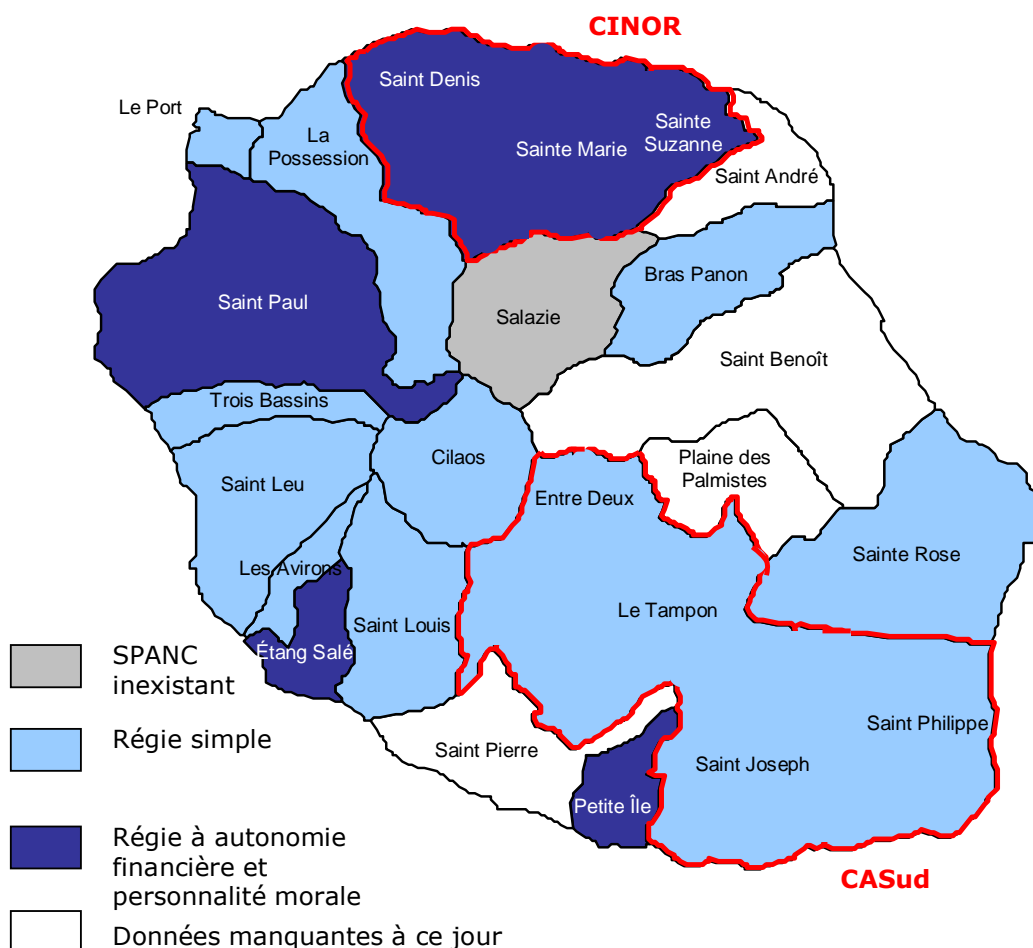 CINOR
Saint Denis
Le Port
La
Possession
Sainte Marie
Sainte
Suzanne
Saint André
Bras Panon
Saint Paul
Salazie
Saint Benoît
Trois Bassins
Cilaos
Plaine des
Palmistes
Saint Leu
Entre Deux
Sainte Rose
Les Avirons
Le Tampon
Saint Louis
Étang Salé
Saint Philippe
Saint Pierre
Saint Joseph
Petite Île
CASud
SPANC
inexistant
Régie simple
Régie à autonomie
financière et
personnalité morale
Données manquantes à ce jour